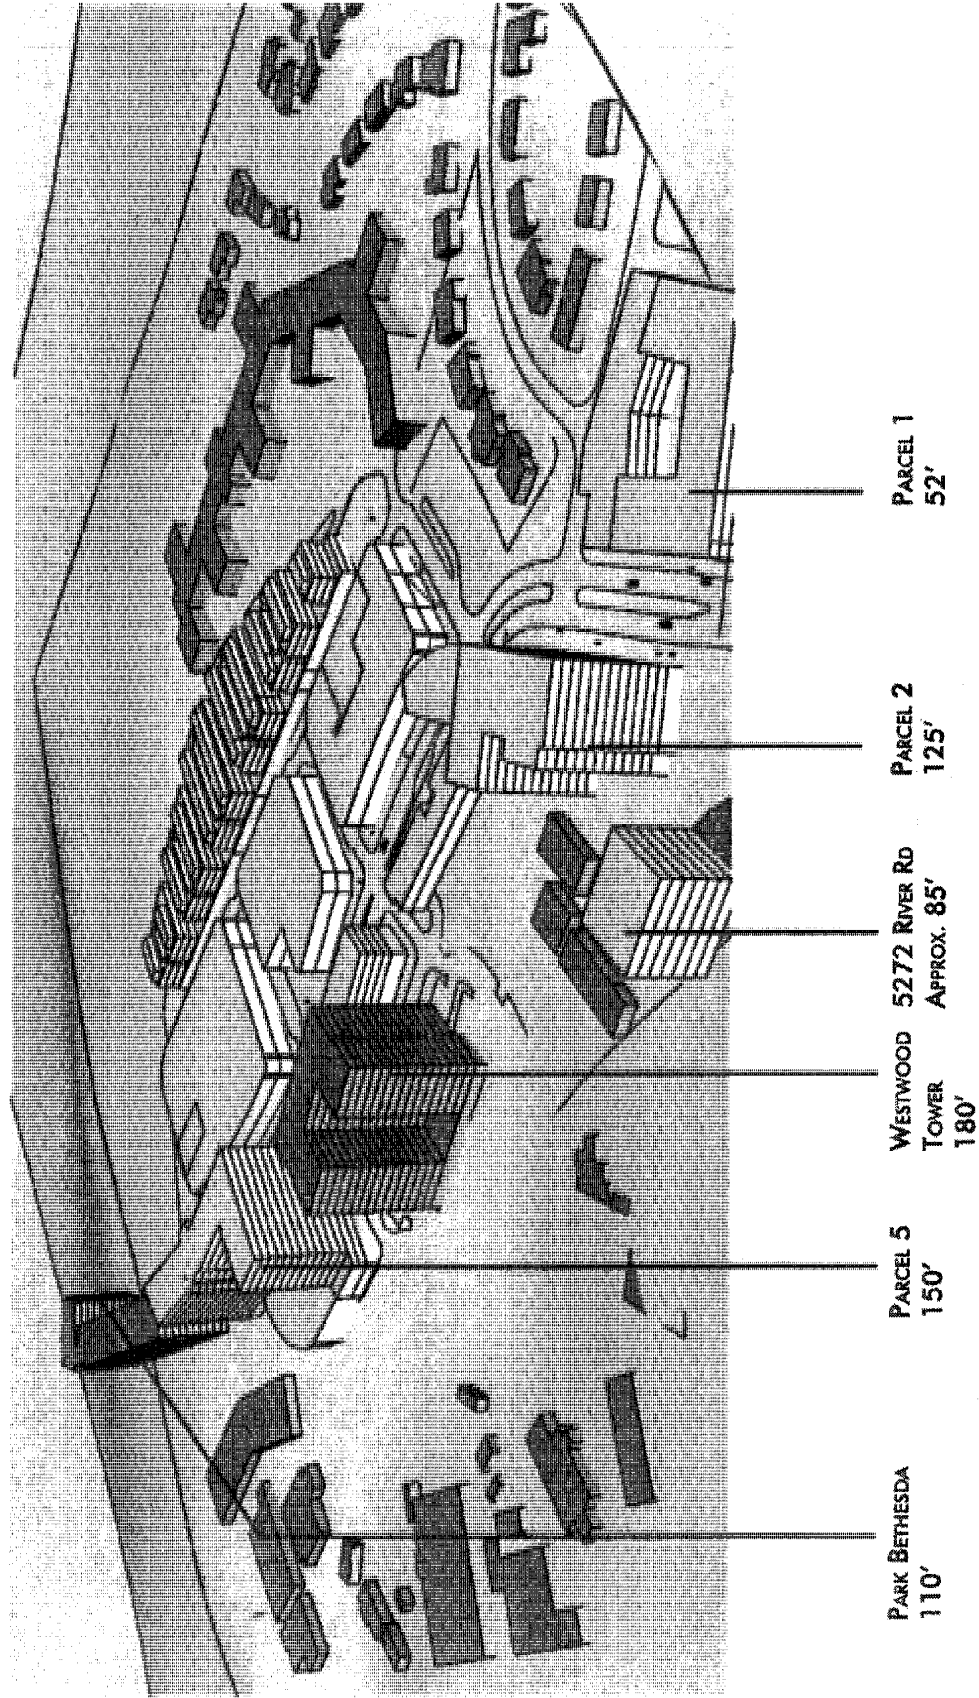 PARK BETHESDA
110'
PARCEL 5
150'
WESTWOOD
TOWER
180'
5272 RIVER RD
APPROX. 85'
PARCEL 2
125'
PARCEL 1
52'